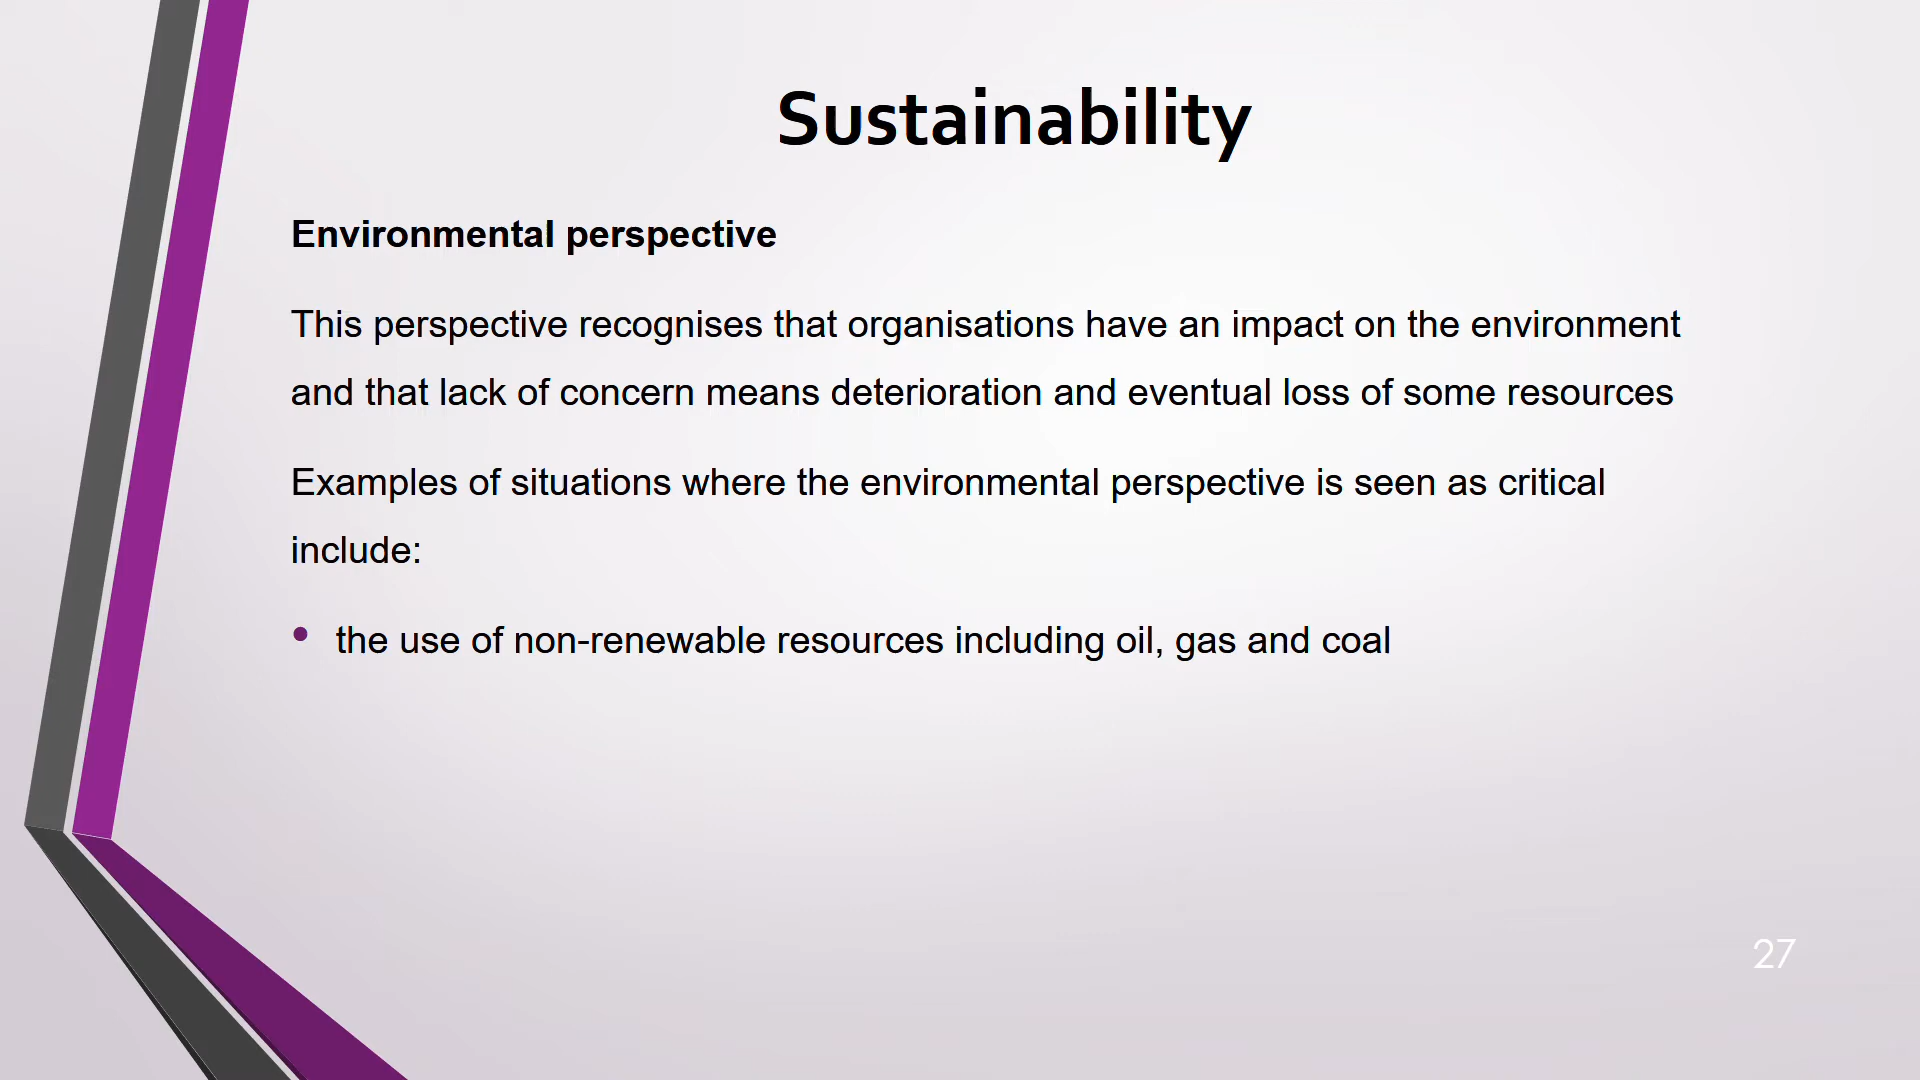 Sustainability
Environmental perspective
This perspective recognises that organisations have an impact on the environment
and that lack of concern means deterioration and eventual loss of some resources
Examples of situations where the environmental perspective is seen as critical
include:
• the use of non-renewable resources including oil, gas and coal
27